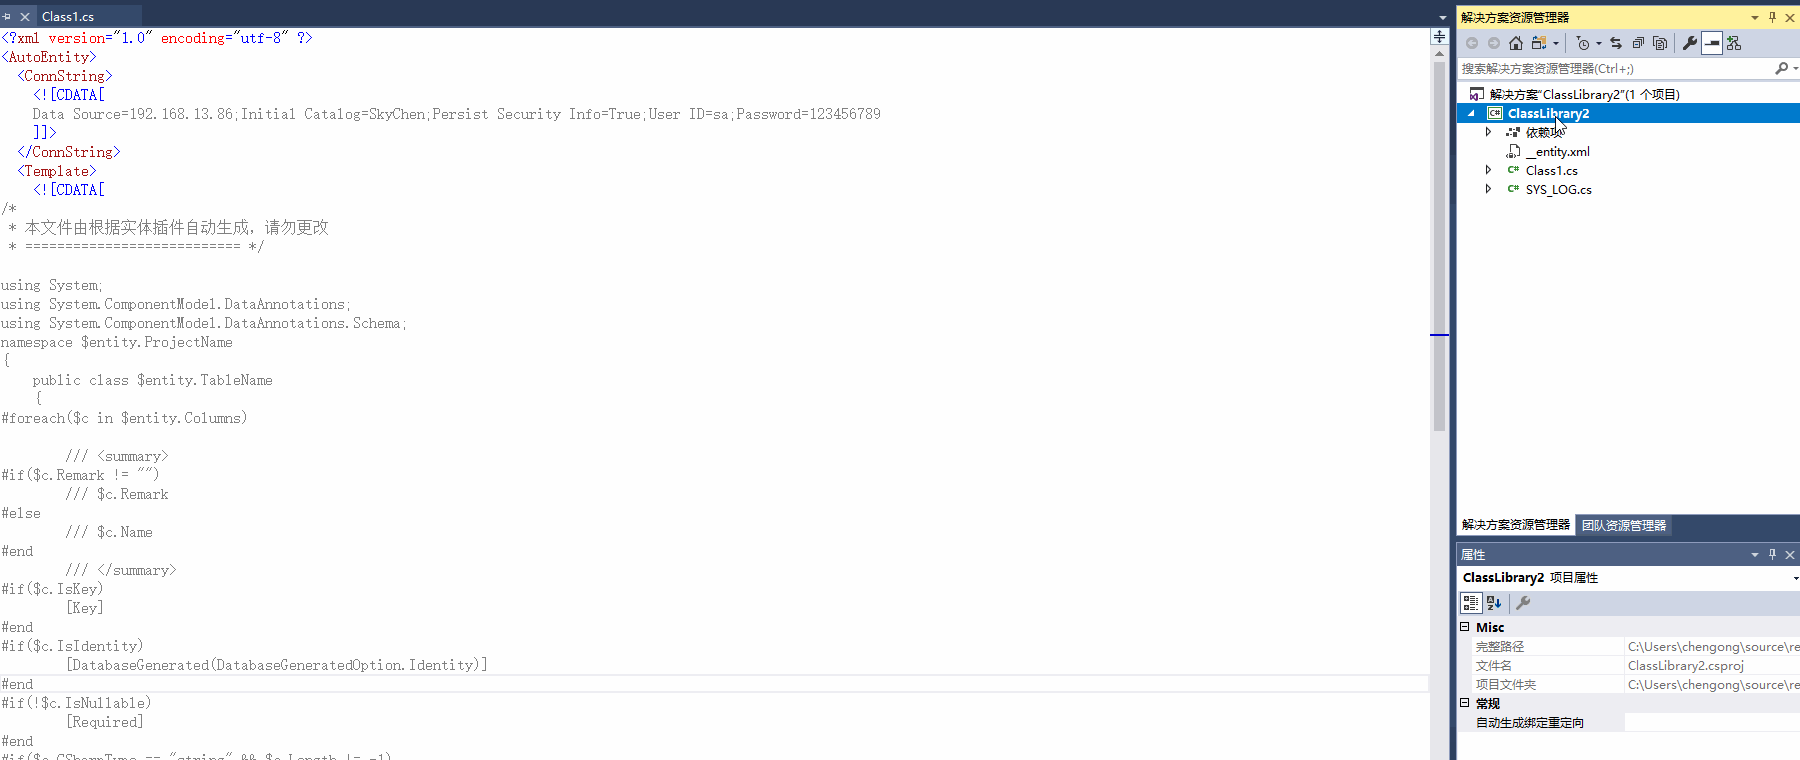 Class1.cs
<?xml version="1.0" encoding="utf-8" ?>
<AutoEntity>
<ConnString>
<![CDATA[
Data Source=192.168.13.86;Initial Catalog=SkyChen;Persist Security Info=True;User ID=sa;Password=123456789
]]>
</ConnString>
<Template>
<![CDATA[
/*
* 本文件由根据实体插件自动生成，请勿更改
* =========================== */
using System;
using System.ComponentModel.DataAnnotations;
using System.ComponentModel.DataAnnotations.Schema;
namespace $entity.ProjectName
{
public class $entity.TableName
{
#foreach($c in $entity.Columns)
/// <summary>
#if($c.Remark != "")
/// $c.Remark
#else
/// $c.Name
#end
/// </summary>
#if($c.IsKey)
[Key]
#end
#if($c.IsIdentity)
[DatabaseGenerated(DatabaseGeneratedOption.Identity)]
#end
#if(!$c.IsNullable)
[Required]
#end
#if($c.CSharpType == "string" && $c.Length != -1)
解决方案资源管理器
搜索解决方案资源管理器(Ctrl+;)
解决方案"ClassLibrary2"(1 个项目)
ClassLibrary2
依赖项
__entity.xml
Class1.cs
SYS_LOG.cs
解决方案资源管理器 团队资源管理器
属性
ClassLibrary2 项目属性
Misc
完整路径 C:\Users\chengong\source\re
文件名 ClassLibrary2.csproj
项目文件夹 C:\Users\chengong\source\re
常规
自动生成绑定重定向